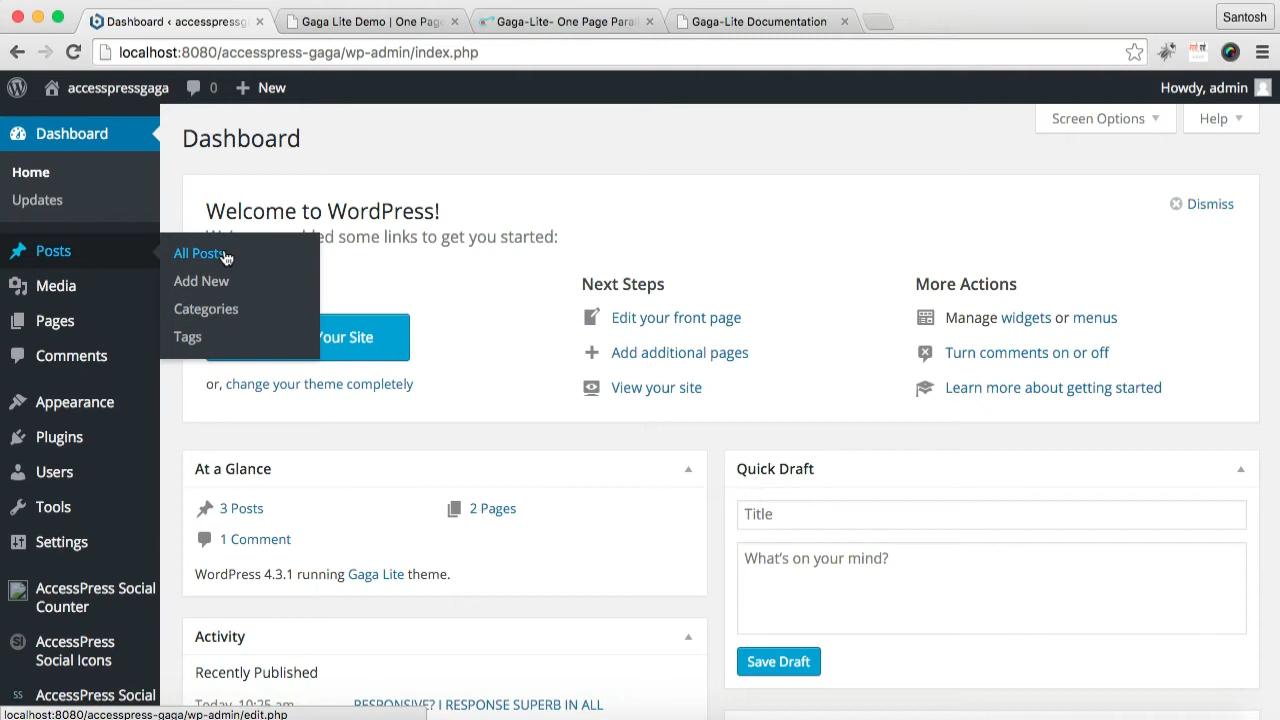 Dashboard ‹ accesspressg
Gaga Lite Demo | One Page
Gaga-Lite- One Page Paral
Gaga-Lite Documentation
Santosh
localhost:8080/accesspress-gaga/wp-admin/index.php
accesspressgaga
0
New
Howdy, admin
Dashboard
Home
Updates
Posts
Media
Pages
Comments
Appearance
Plugins
Users
Tools
Settings
AccessPress Social
Counter
AccessPress
Social Icons
AccessPress Social
All Posts
Add New
Categories
Tags
Dashboard
Screen Options
Help
Welcome to WordPress!
Dismiss
some links to get you started:
Your Site
or, change your theme completely
Next Steps
Edit your front page
Add additional pages
View your site
More Actions
Manage widgets or menus
Turn comments on or off
Learn more about getting started
At a Glance
3 Posts
2 Pages
1 Comment
WordPress 4.3.1 running Gaga Lite theme.
Activity
Recently Published
Today, 10:25 am
RESPONSIVE? I RESPONSE SUPERB IN ALL
Quick Draft
Title
What's on your mind?
Save Draft
localhost:8080/accesspress-gaga/wp-admin/edit.php